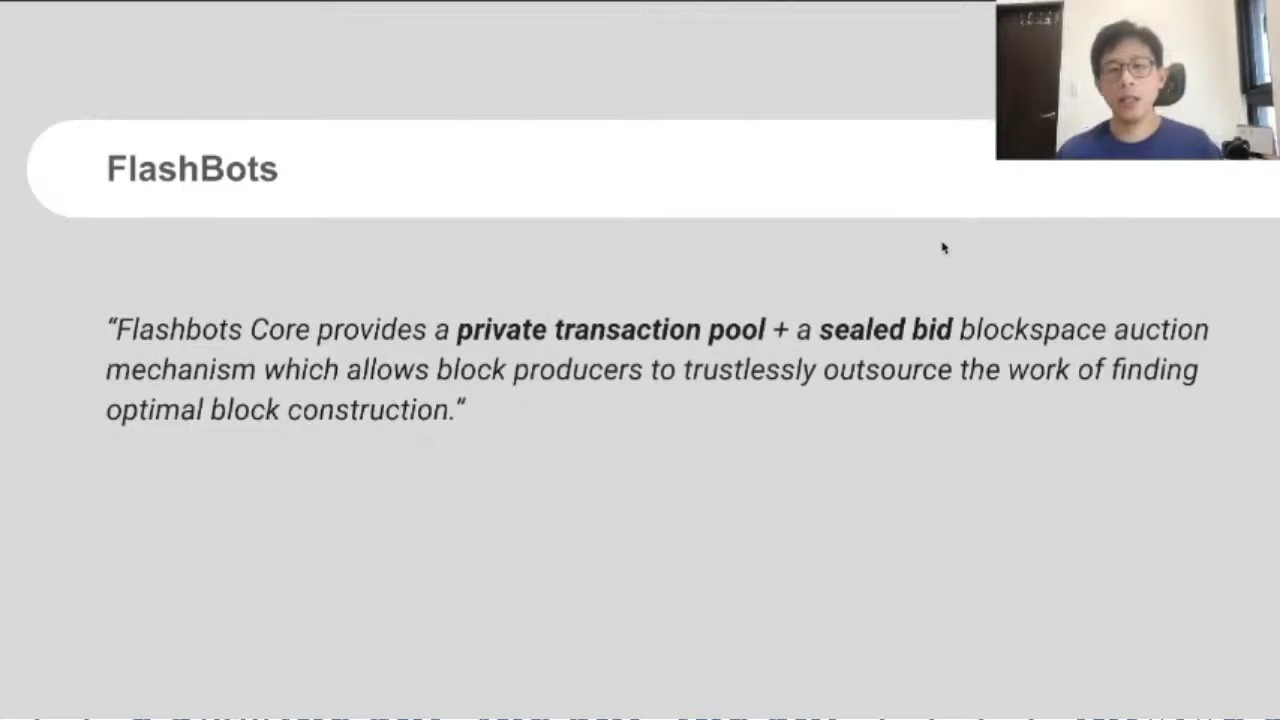 FlashBots
“Flashbots Core provides a private transaction pool + a sealed bid blockspace auction
mechanism which allows block producers to trustlessly outsource the work of finding
optimal block construction.”